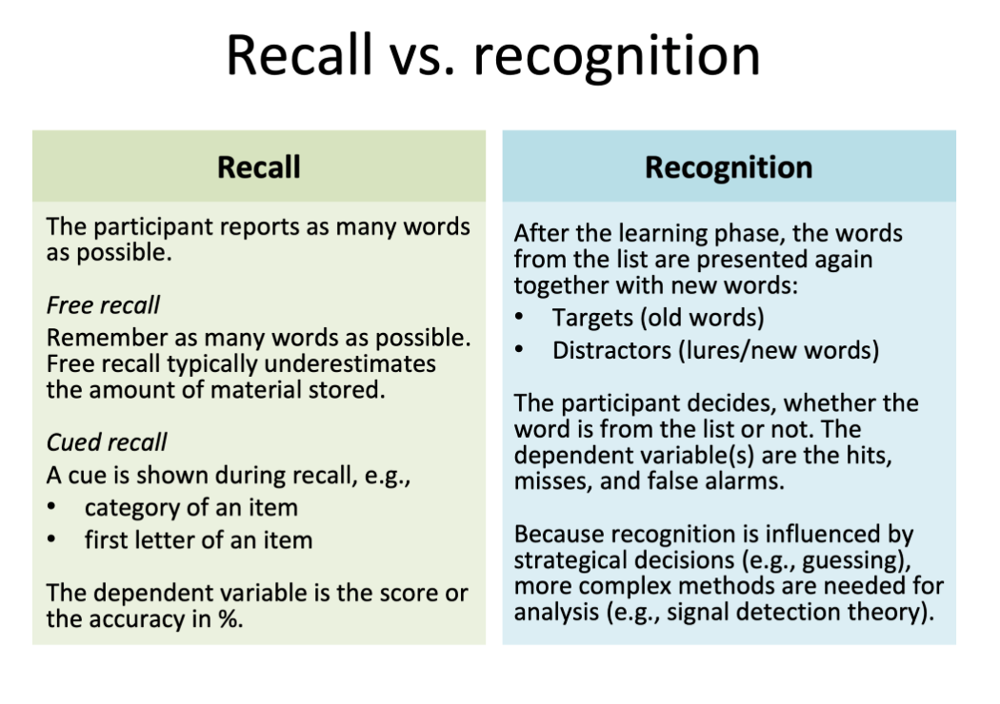 Recall vs. recognition
Recall
The participant reports as many words
as possible.
Free recall
Remember as many words as possible.
Free recall typically underestimates
the amount of material stored.
Cued recall
A cue is shown during recall, e.g.,
• category of an item
• first letter of an item
The dependent variable is the score or
the accuracy in %.
Recognition
After the learning phase, the words
from the list are presented again
together with new words:
• Targets (old words)
• Distractors (lures/new words)
The participant decides, whether the
word is from the list or not. The
dependent variable(s) are the hits,
misses, and false alarms.
Because recognition is influenced by
strategical decisions (e.g., guessing),
more complex methods are needed for
analysis (e.g., signal detection theory).